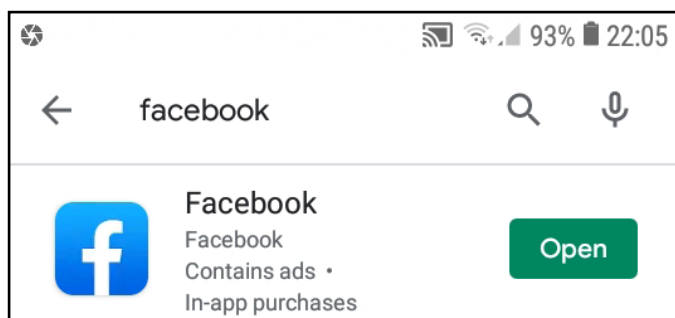 93% 22:05
facebook
Facebook
Facebook
Contains ads •
In-app purchases
Open